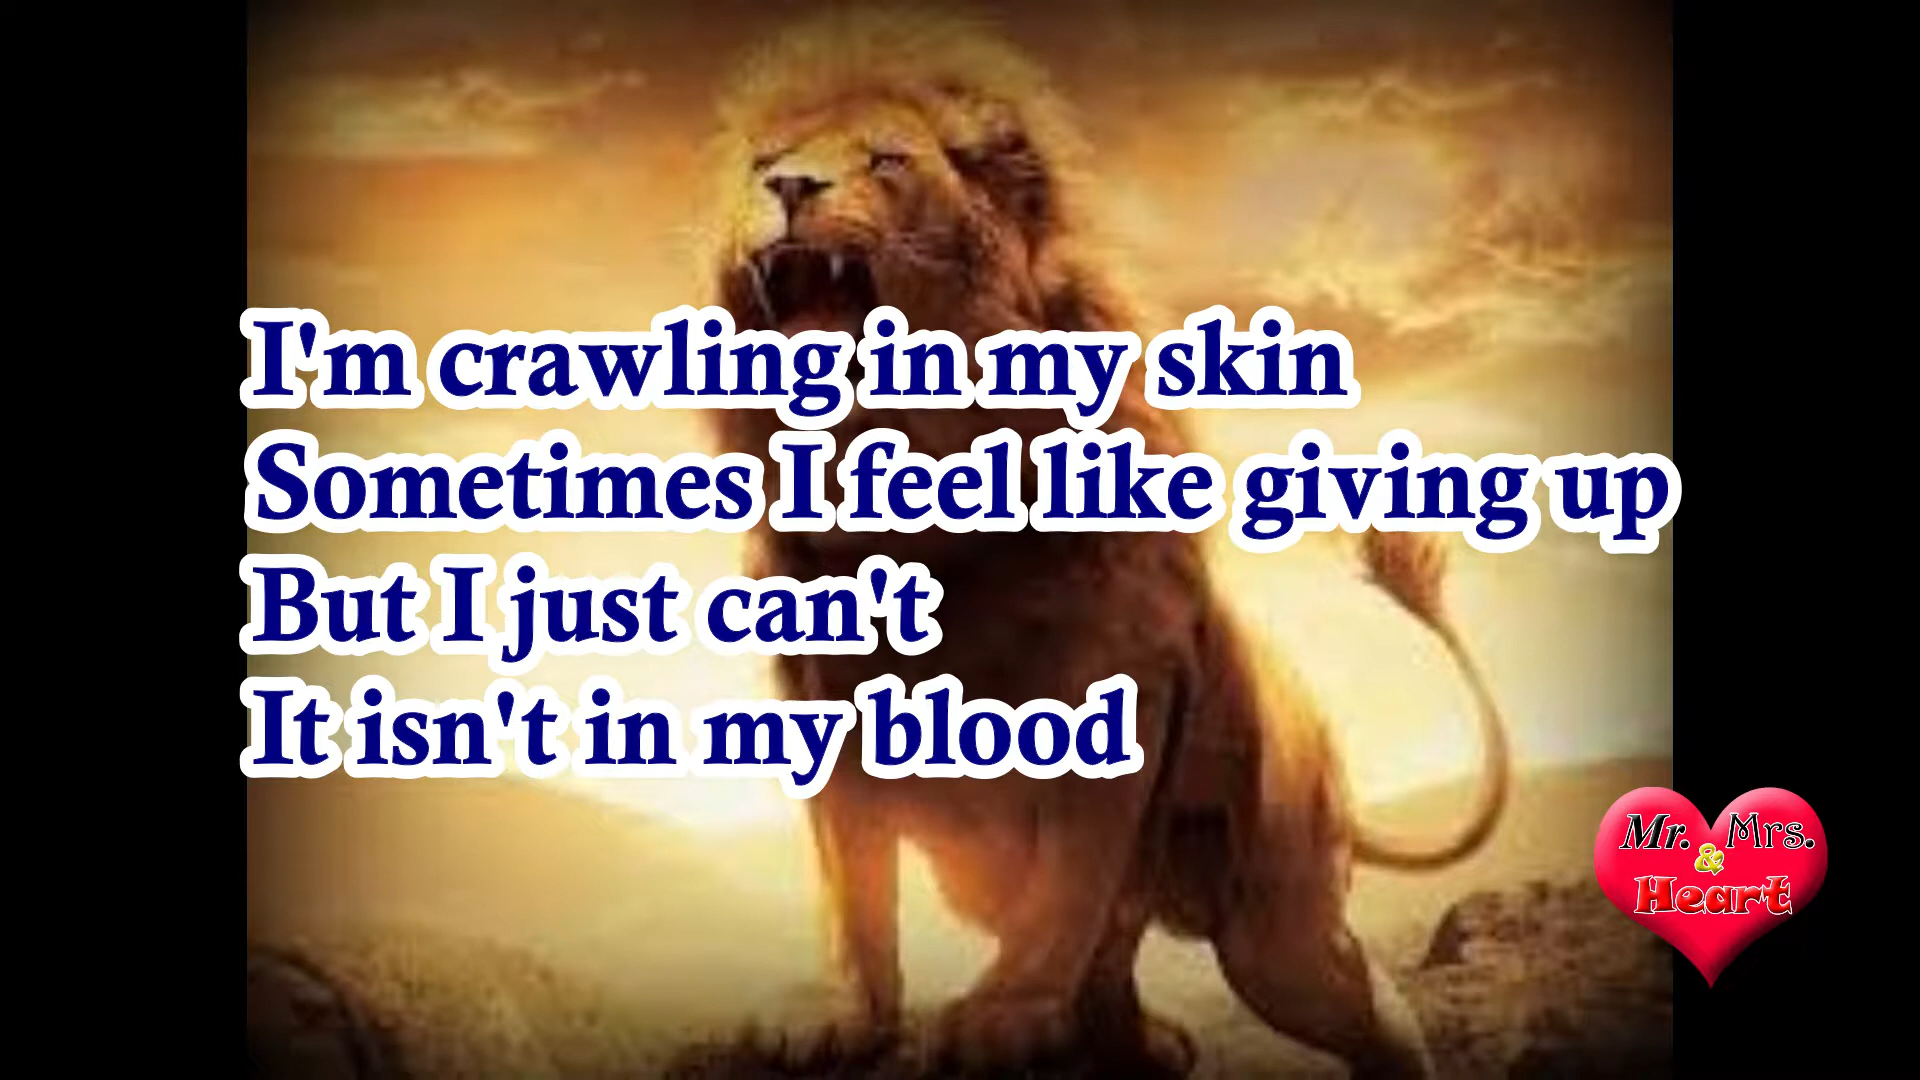 I'm crawling in my skin
Sometimes I feel like giving up
But I just can't
It isn't in my blood
Mr. & Mrs.
Heart